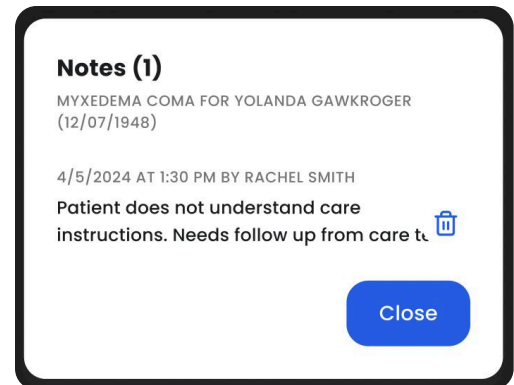 Notes (1)
MYXEDEMA COMA FOR YOLANDA GAWKROGER
(12/07/1948)
4/5/2024 AT 1:30 PM BY RACHEL SMITH
Patient does not understand care
instructions. Needs follow up from care
Close